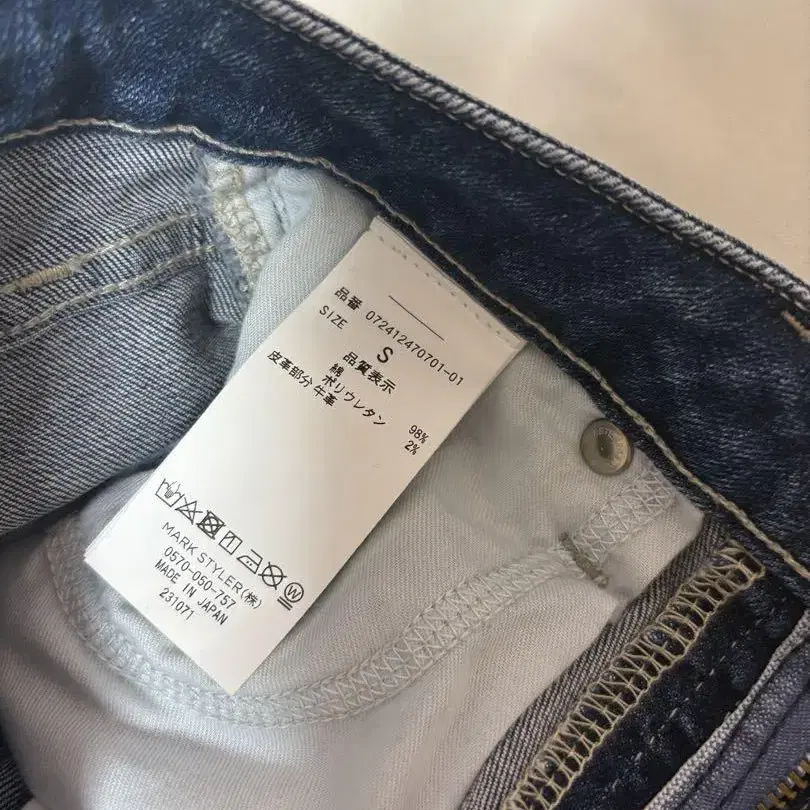 品番 072412470701-01
SIZE S
品質表示
綿 98%
ポリウレタン 2%
皮革部分 牛革
MARK STYLER(株)
0570-050-757
MADE IN JAPAN
231071